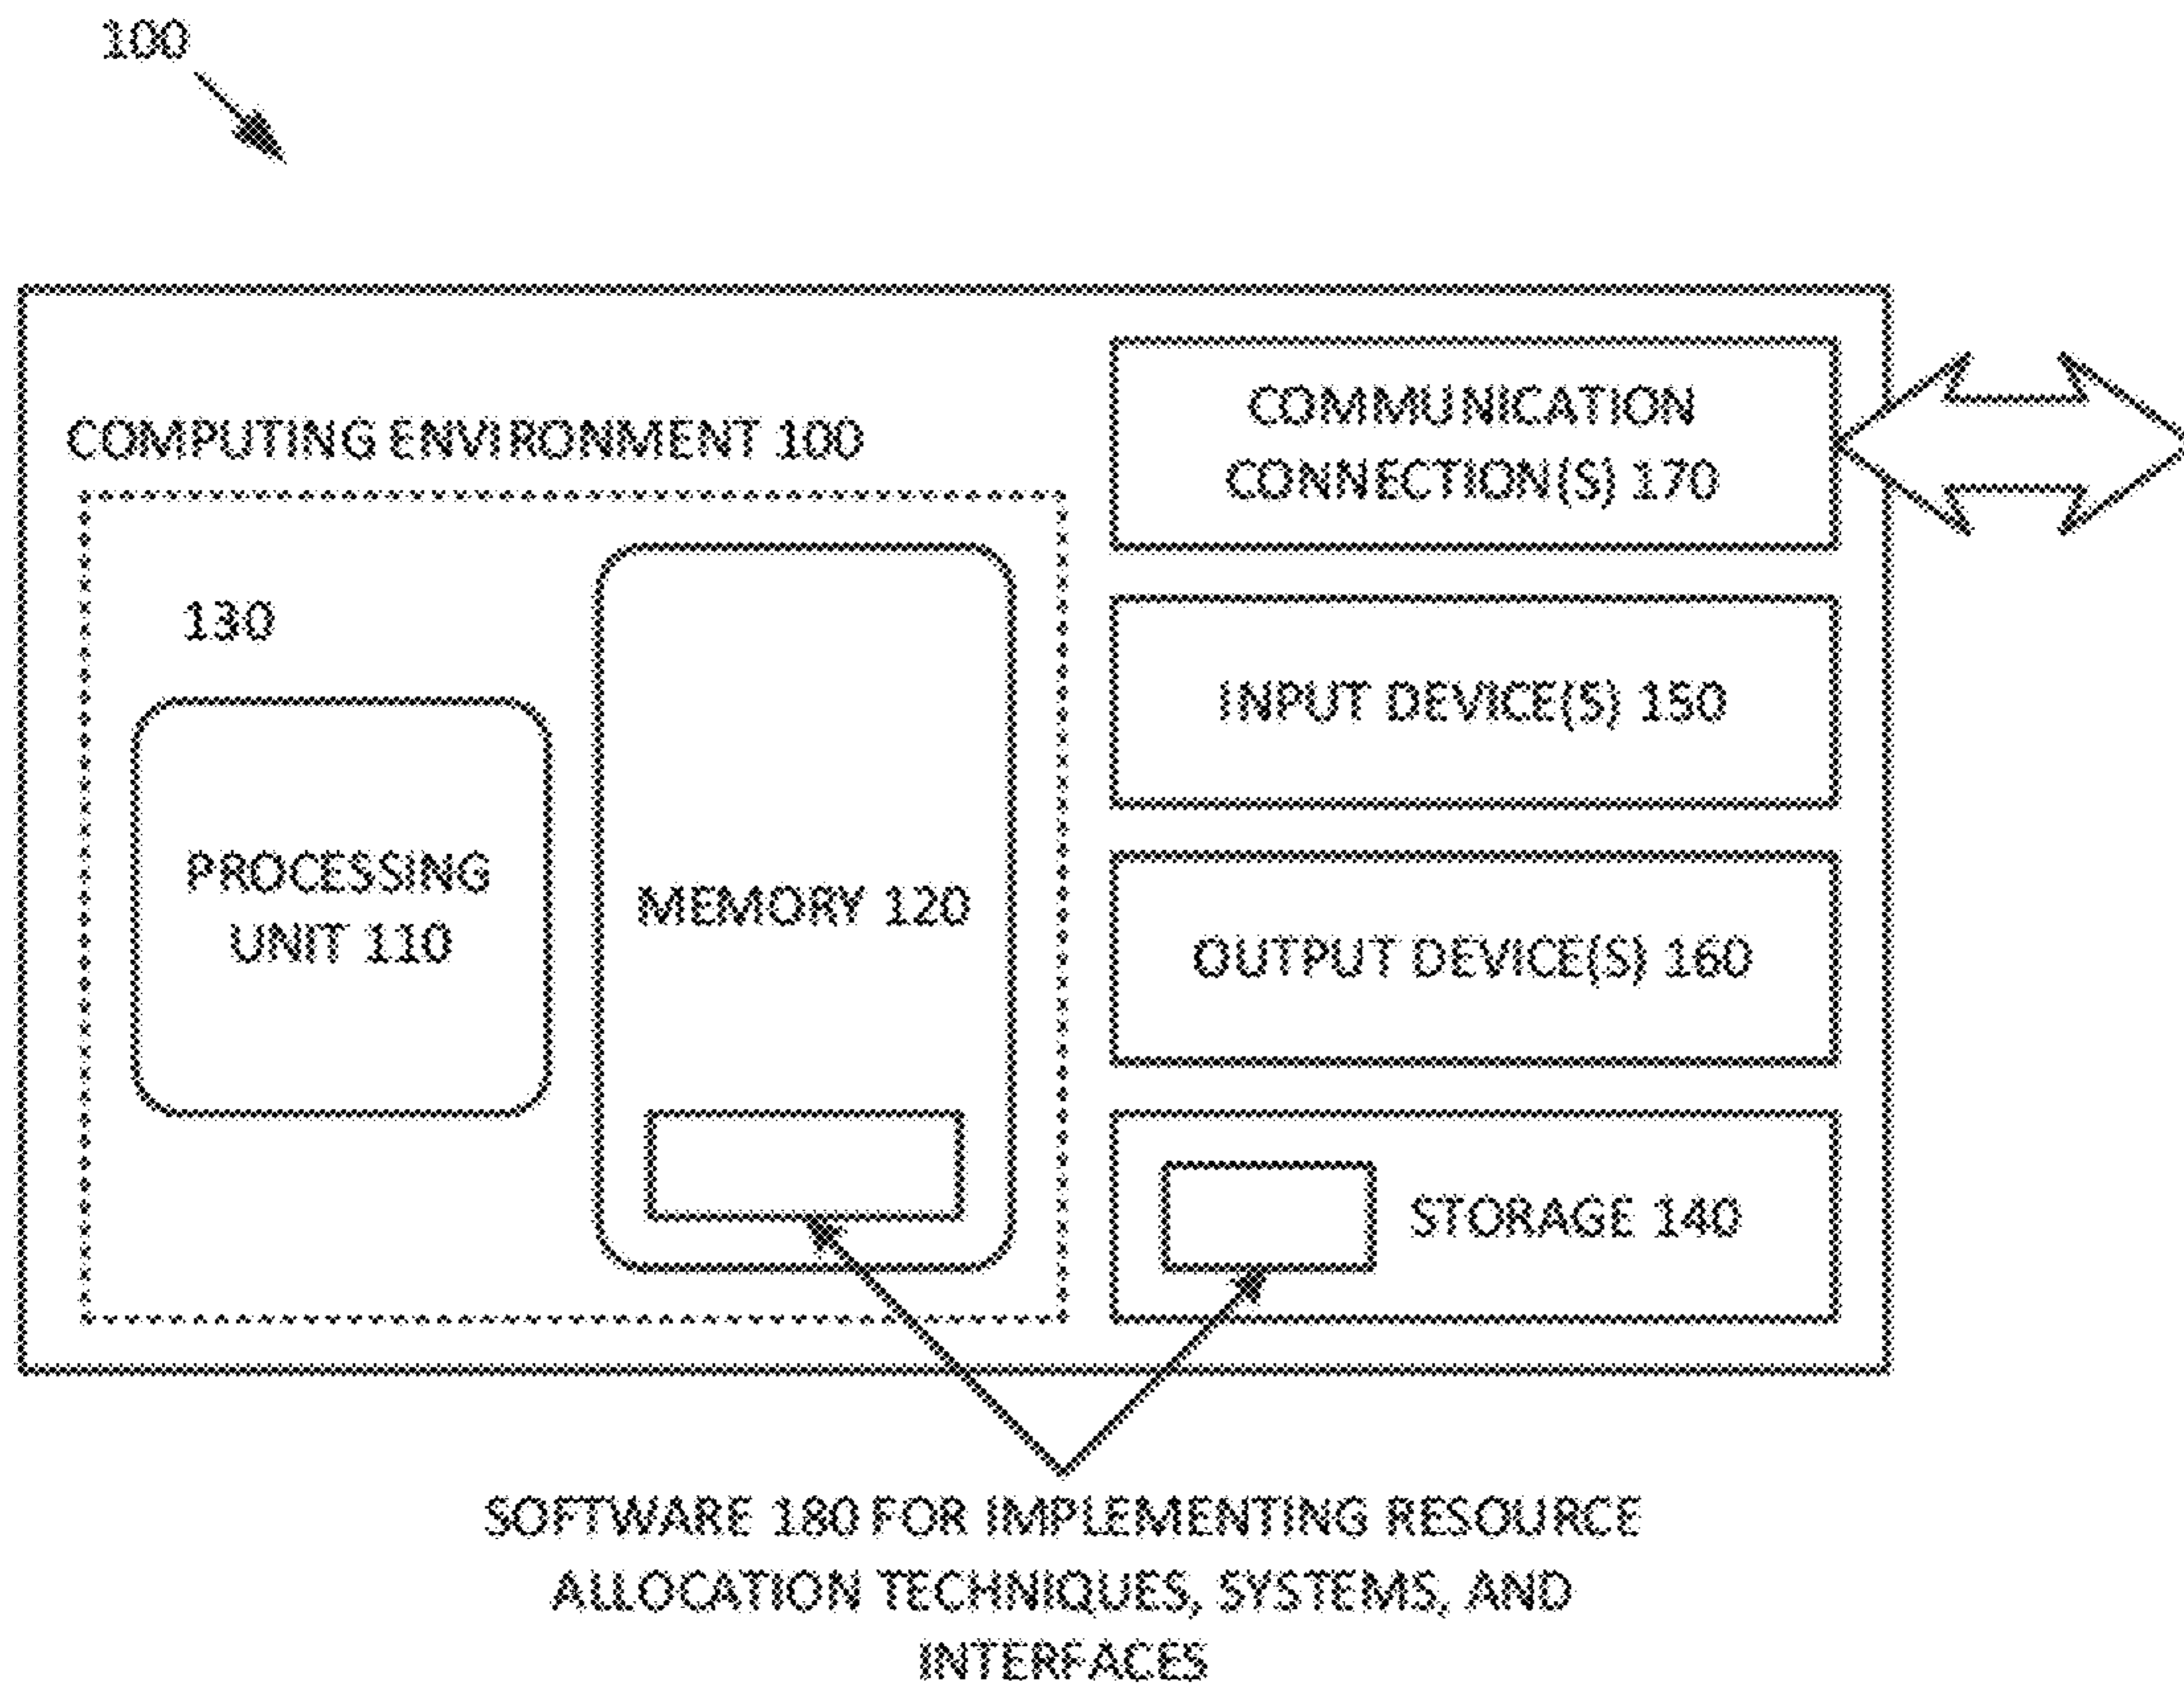 100
COMPUTING ENVIRONMENT 100
130
PROCESSING
UNIT 110
MEMORY 120
COMMUNICATION
CONNECTION(S) 170
INPUT DEVICE(S) 150
OUTPUT DEVICE(S) 160
STORAGE 140
SOFTWARE 180 FOR IMPLEMENTING RESOURCE
ALLOCATION TECHNIQUES, SYSTEMS, AND
INTERFACES